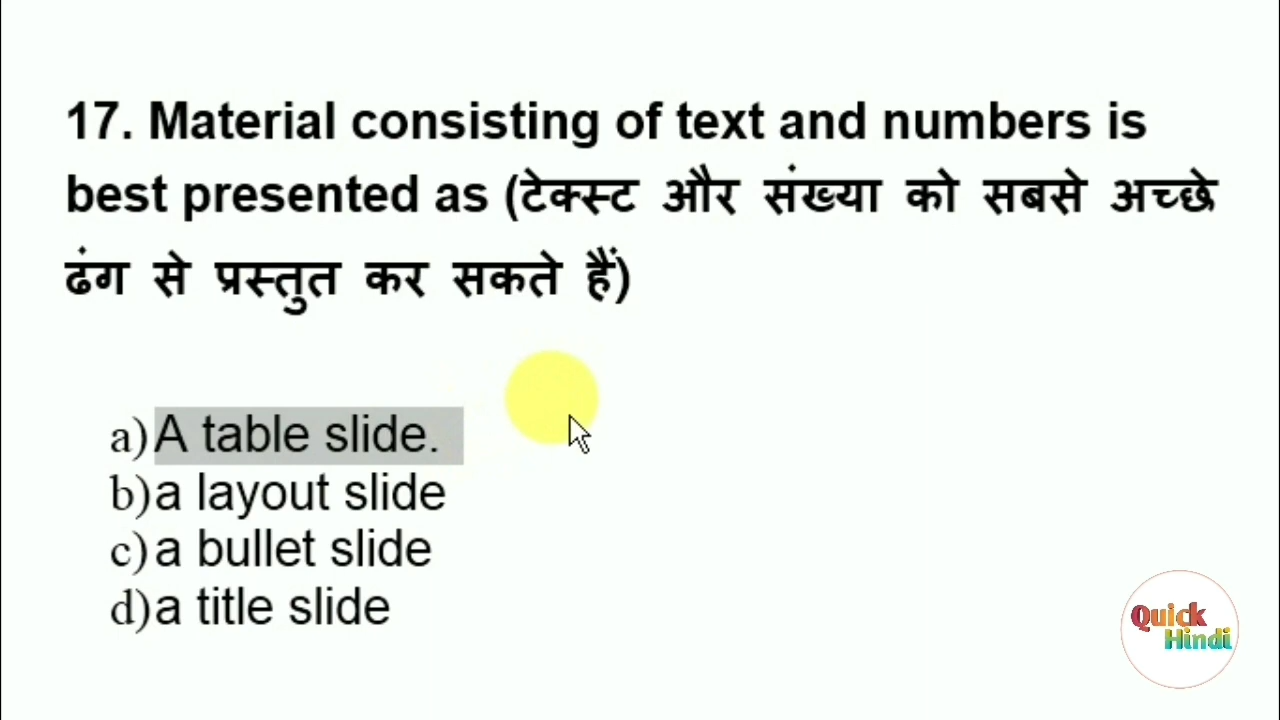 17. Material consisting of text and numbers is
best presented as (टेक्स्ट और संख्या को सबसे अच्छे
ढंग से प्रस्तुत कर सकते हैं)
a) A table slide.
b) a layout slide
c) a bullet slide
d) a title slide
Quick
Hindi